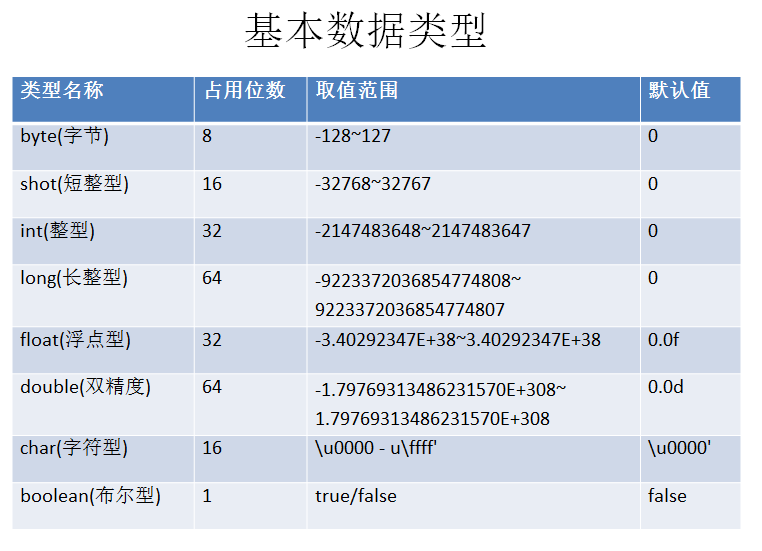 基本数据类型
类型名称 占用位数 取值范围 默认值
byte(字节) 8 -128~127 0
shot(短整型) 16 -32768~32767 0
int(整型) 32 -2147483648~2147483647 0
long(长整型) 64 -9223372036854774808~ 0
9223372036854774807
float(浮点型) 32 -3.40292347E+38~3.40292347E+38 0.0f
double(双精度) 64 -1.79769313486231570E+308~ 0.0d
1.79769313486231570E+308
char(字符型) 16 \u0000 - u\ffff' \u0000'
boolean(布尔型) 1 true/false false